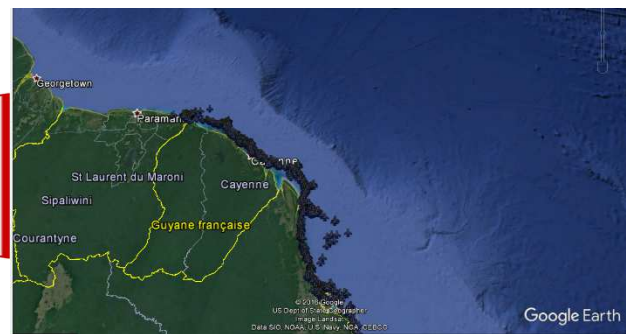 Georgetown
Paramar
St Laurent du Maroni
Cayenne
Sipaliwini
Guyane française
Courantyne
© 2018 Google
US Dept of State Geographer
Image Landsat
Data SIO, NOAA, U.S. Navy, NGA, GEBCO
Google Earth